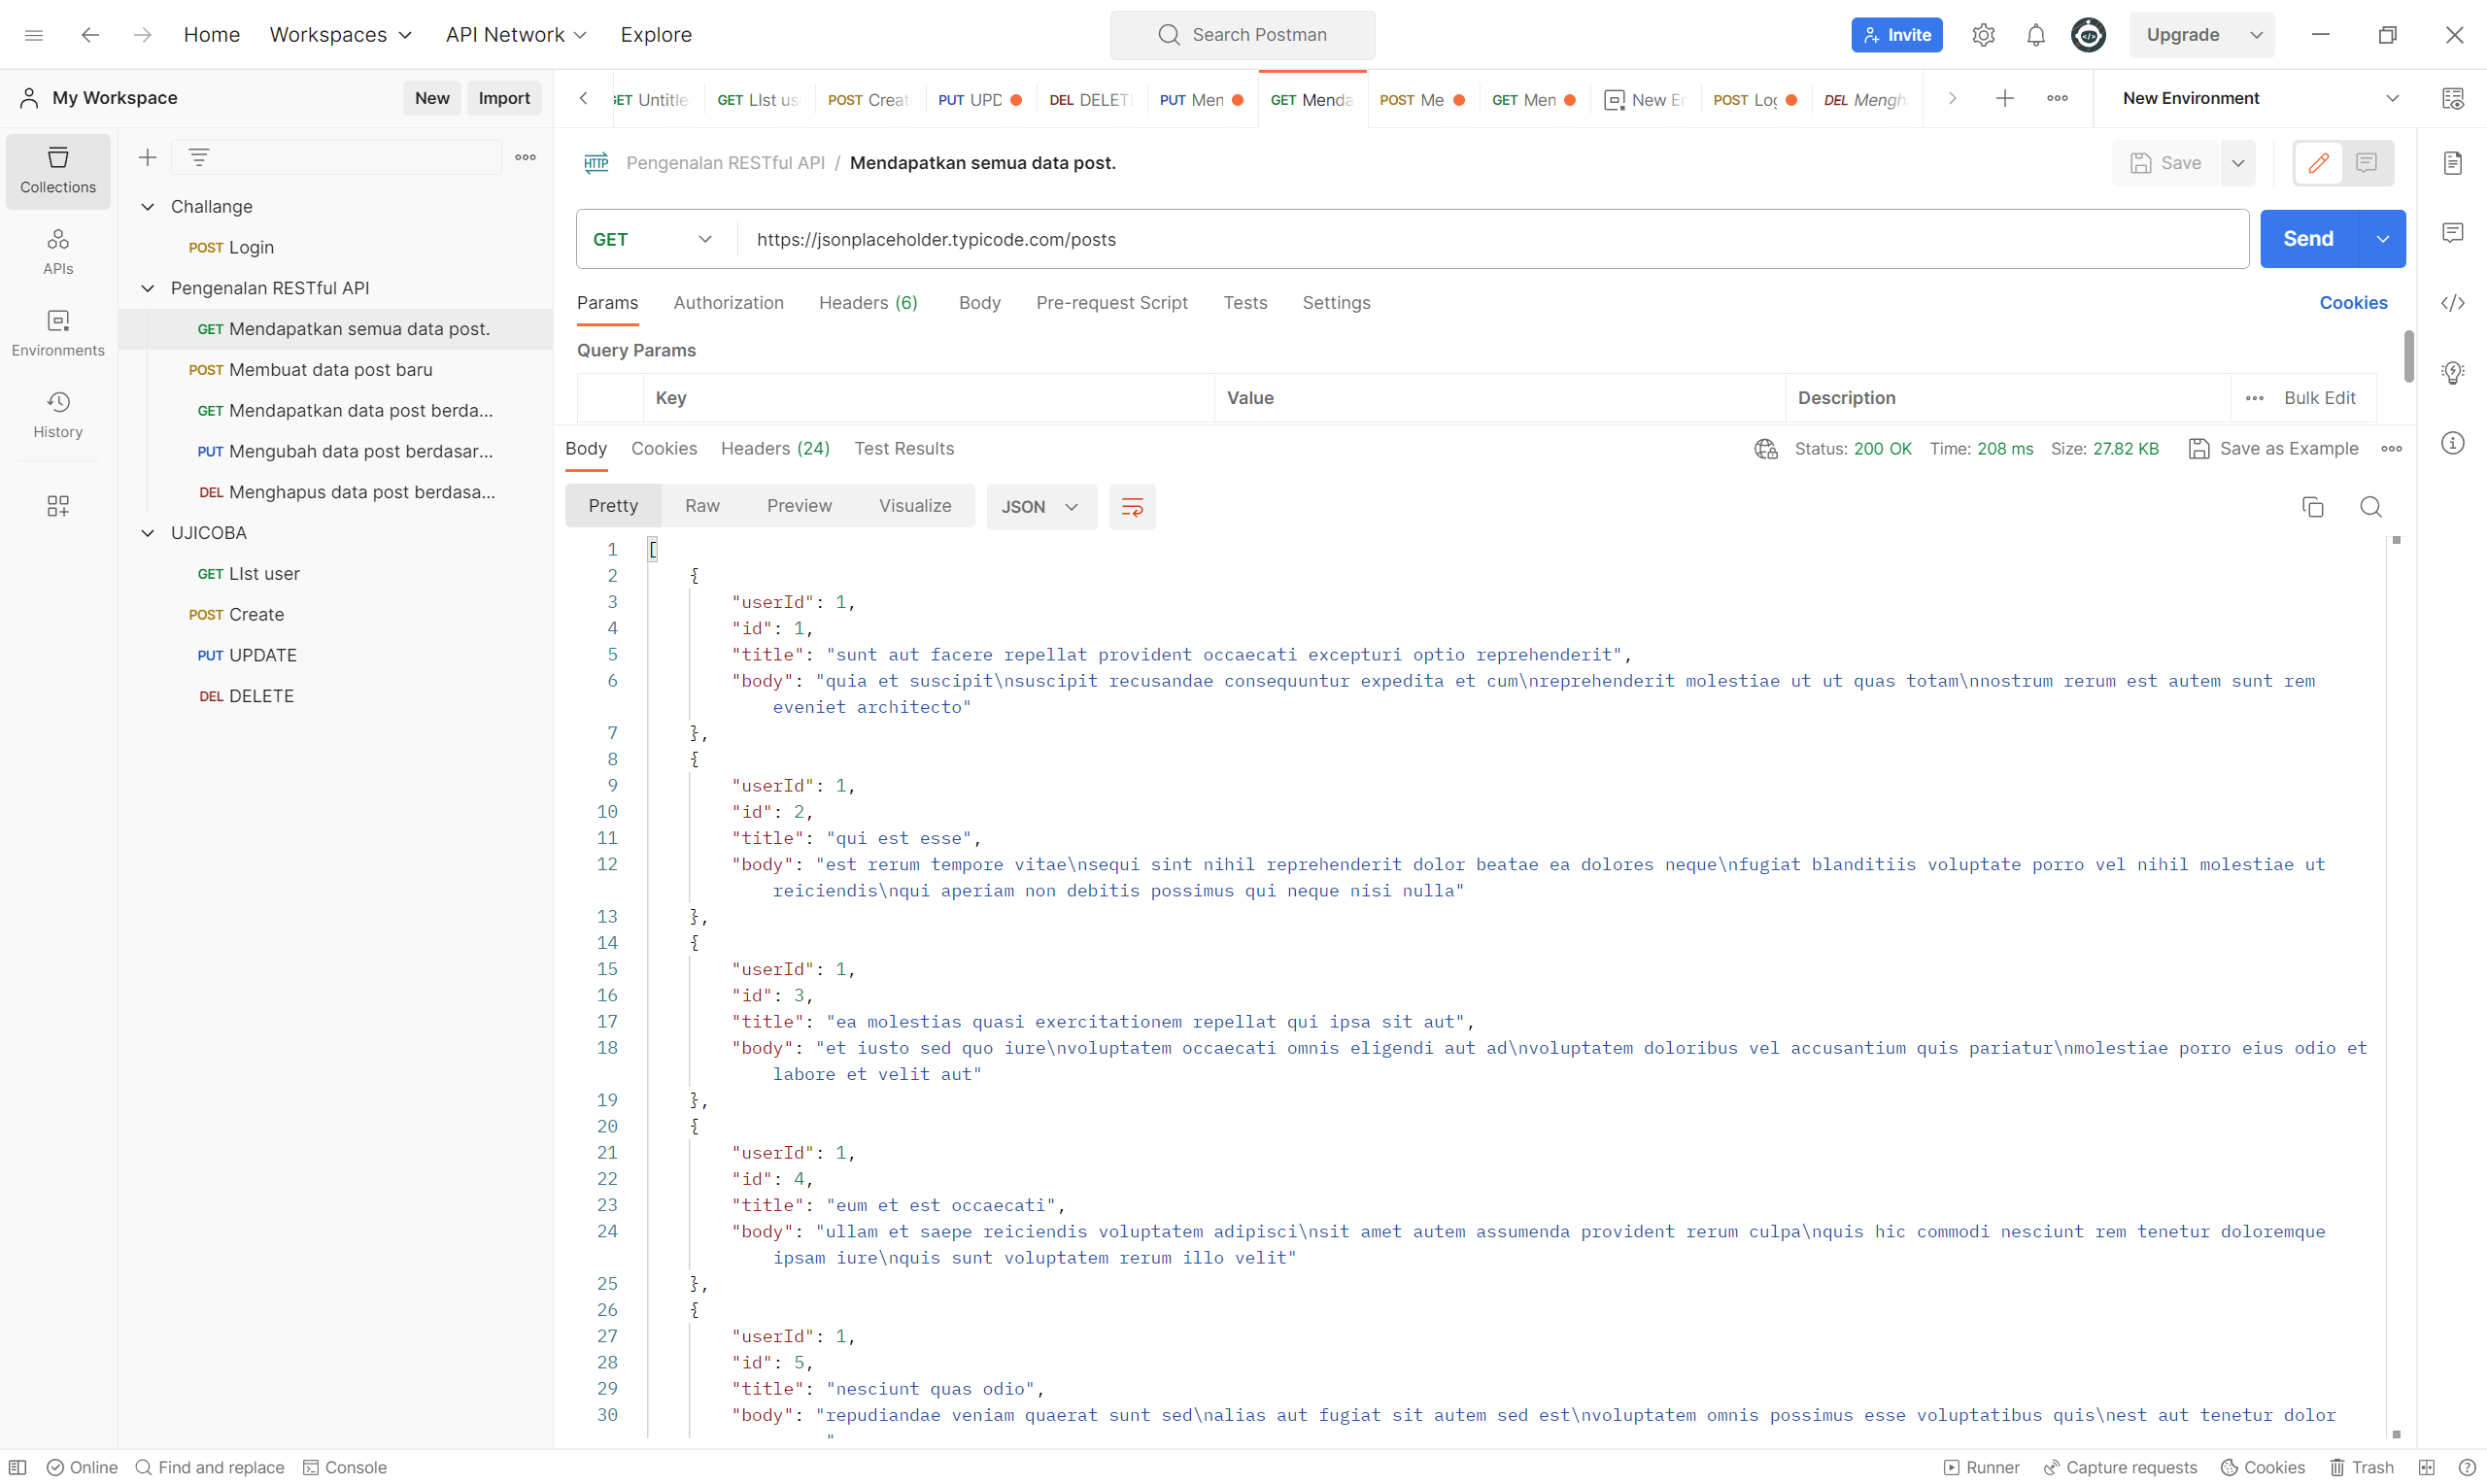 Home Workspaces API Network Explore Search Postman Invite Upgrade
My Workspace New Import
GET Untitle GET LIst us POST Creat PUT UPD DEL DELET PUT Men GET Menda POST Me GET Men New E POST Log DEL Mengh New Environment
Collections
APIs
Environments
History
Challange
POST Login
Pengenalan RESTful API
GET Mendapatkan semua data post.
POST Membuat data post baru
GET Mendapatkan data post berda...
PUT Mengubah data post berdasar...
DEL Menghapus data post berdasa...
UJICOBA
GET LIst user
POST Create
PUT UPDATE
DEL DELETE
HTTP Pengenalan RESTful API / Mendapatkan semua data post. Save
GET https://jsonplaceholder.typicode.com/posts Send
Params Authorization Headers (6) Body Pre-request Script Tests Settings Cookies
Query Params
Key Value Description Bulk Edit
Body Cookies Headers (24) Test Results Status: 200 OK Time: 208 ms Size: 27.82 KB Save as Example
Pretty Raw Preview Visualize JSON
1 [
2 {
3 "userId": 1,
4 "id": 1,
5 "title": "sunt aut facere repellat provident occaecati excepturi optio reprehenderit",
6 "body": "quia et suscipit\nsuscipit recusandae consequuntur expedita et cum\nreprehenderit molestiae ut ut quas totam\nnostrum rerum est autem sunt rem
eveniet architecto"
7 },
8 {
9 "userId": 1,
10 "id": 2,
11 "title": "qui est esse",
12 "body": "est rerum tempore vitae\nsequi sint nihil reprehenderit dolor beatae ea dolores neque\nfugiat blanditiis voluptate porro vel nihil molestiae ut
reiciendis\nqui aperiam non debitis possimus qui neque nisi nulla"
13 },
14 {
15 "userId": 1,
16 "id": 3,
17 "title": "ea molestias quasi exercitationem repellat qui ipsa sit aut",
18 "body": "et iusto sed quo iure\nvoluptatem occaecati omnis eligendi aut ad\nvoluptatem doloribus vel accusantium quis pariatur\nmolestiae porro eius odio et
labore et velit aut"
19 },
20 {
21 "userId": 1,
22 "id": 4,
23 "title": "eum et est occaecati",
24 "body": "ullam et saepe reiciendis voluptatem adipisci\nsit amet autem assumenda provident rerum culpa\nquis hic commodi nesciunt rem tenetur doloremque
ipsam iure\nquis sunt voluptatem rerum illo velit"
25 },
26 {
27 "userId": 1,
28 "id": 5,
29 "title": "nesciunt quas odio",
30 "body": "repudiandae veniam quaerat sunt sed\nalias aut fugiat sit autem sed est\nvoluptatem omnis possimus esse voluptatibus quis\nest aut tenetur dolor
Online Find and replace Console Runner Capture requests Cookies Trash